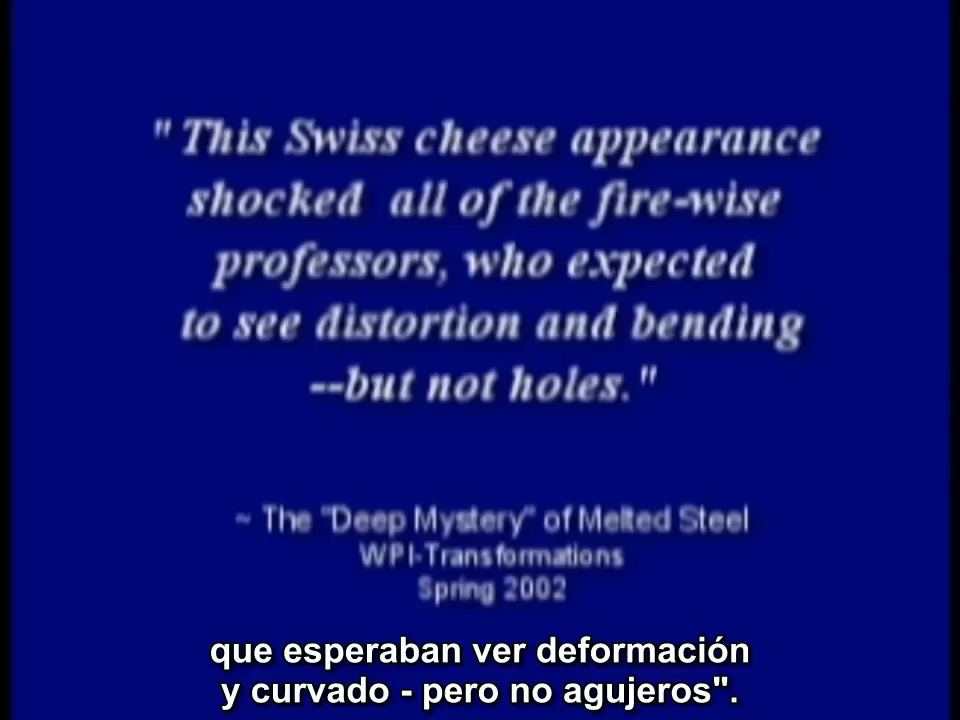 " This Swiss cheese appearance
shocked all of the fire-wise
professors, who expected
to see distortion and bending
--but not holes."
~ The "Deep Mystery" of Melted Steel
WPI-Transformations
Spring 2002
que esperaban ver deformación
y curvado - pero no agujeros".